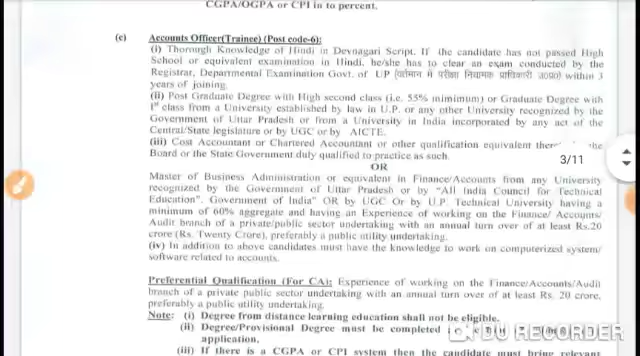 CGPA/OGPA or CPI in to percent.
(c) Accounts Officer(Trainee) (Post code-6):
(i) Thorough Knowledge of Hindi in Devnagari Script. If the candidate has not passed High
School or equivalent examination in Hindi, he/she has to clear an exam conducted by the
Registrar, Departmental Examination Govt. of UP (वर्तमान में परीक्षा नियामक प्राधिकारी उ0प्र0) within 3
years of joining.
(ii) Post Graduate Degree with High second class (i.e. 55% mimimum) or Graduate Degree with
1st class from a University established by law in U.P. or any other University recognized by the
Government of Uttar Pradesh or from a University in India incorporated by any act of the
Central/State legislature or by UGC or by AICTE.
(iii) Cost Accountant or Chartered Accountant or other qualification equivalent the the
Board or the State Government duly qualified to practice as such.
3/11
OR
Master of Business Administration or equivalent in Finance/Accounts from any University
recognized by the Government of Uttar Pradesh or by "All India Council for Technical
Education". Government of India" OR by UGC Or by U.P. Technical University having a
minimum of 60% aggregate and having an Experience of working on the Finance/ Accounts/
Audit branch of a private/public sector undertaking with an annual turn over of at least Rs.20
crore (Rs. Twenty Crore), preferably a public utility undertaking.
(iv) In addition to above candidates must have the knowledge to work on computerized system/
software related to accounts.
Preferential Qualification (For CA): Experience of working on the Finance/Accounts/Audit
branch of a private public sector undertaking with an annual turn over of at least Rs. 20 crore,
preferably a public utility undertaking.
Note: (i) Degree from distance learning education shall not be eligible.
(ii) Degree/Provisional Degree must be completed
application.
(iii) If there is a CGPA or CPI system then the candidate must bring relevant
DU RECORDER